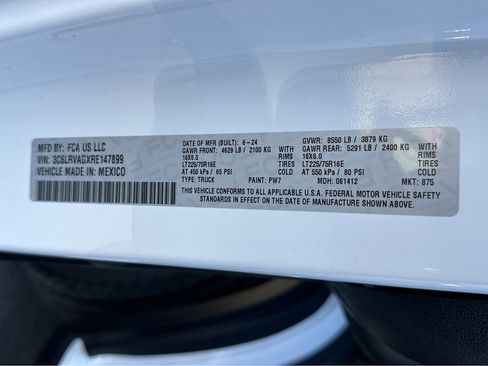 MFD BY: FCA US LLC
VIN: 3C6LRVAGXRE147899
VEHICLE MADE IN: MEXICO
DATE OF MFR (BUILT): 6-24
GAWR FRONT: 4629 LB / 2100 KG WITH
16X6.0 RIMS
LT225/75R16E TIRES
AT 450 kPa / 65 PSI COLD
TYPE: TRUCK PAINT: PW7
GVWR: 8550 LB / 3879 KG
GAWR REAR: 5291 LB / 2400 KG WITH
16X6.0 RIMS
LT225/75R16E TIRES
AT 550 kPa / 80 PSI COLD
MDH: 061412 MKT: 875
THIS VEHICLE CONFORMS TO ALL APPLICABLE U.S.A. FEDERAL MOTOR VEHICLE SAFETY
STANDARDS IN EFFECT ON THE DATE OF MANUFACTURE SHOWN ABOVE.